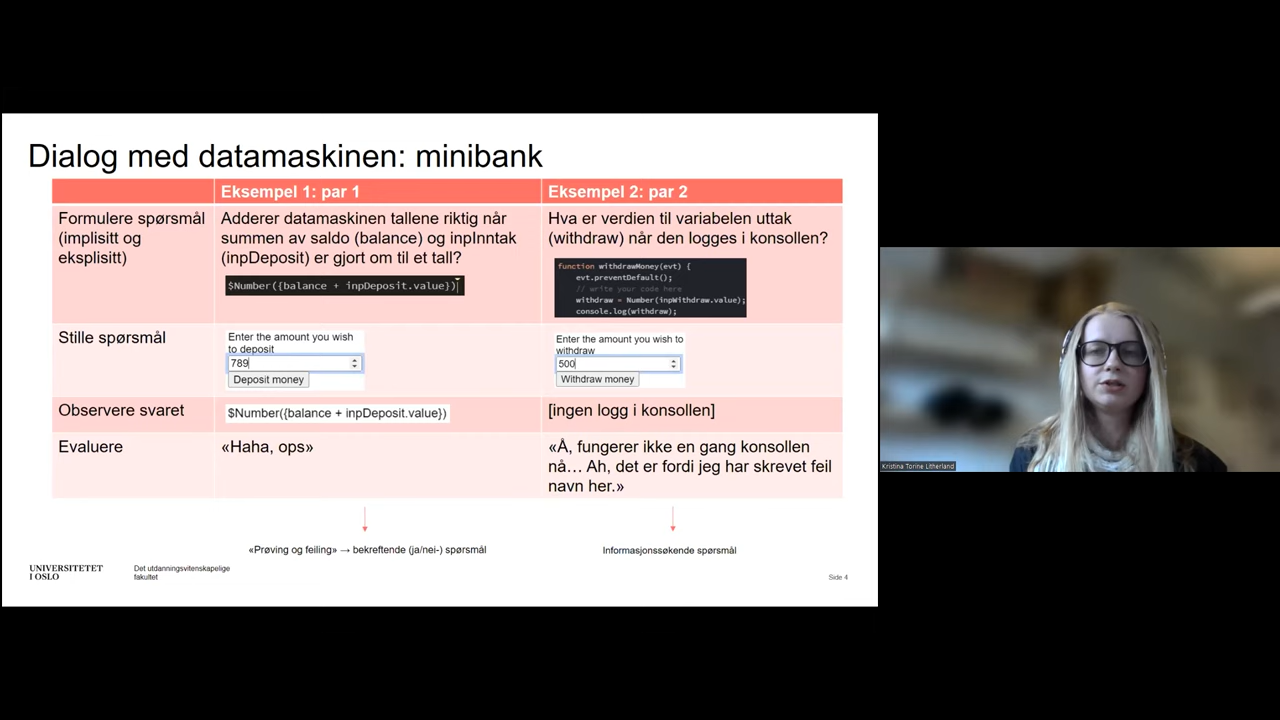 Dialog med datamaskinen: minibank
Eksempel 1: par 1
Eksempel 2: par 2
Formulere spørsmål
(implisitt og
eksplisitt)
Adderer datamaskinen tallene riktig når
summen av saldo (balance) og inpInntak
(inpDeposit) er gjort om til et tall?
$Number({balance + inpDeposit.value})
Hva er verdien til variabelen uttak
(withdraw) når den logges i konsollen?
function withdrawMoney(evt) {
evt.preventDefault();
// write your code here
withdraw = Number(inpWithdraw.value);
console.log(withdraw);
Stille spørsmål
Enter the amount you wish
to deposit
789
Deposit money
Enter the amount you wish to
withdraw
500
Withdraw money
Observere svaret
$Number({balance + inpDeposit.value})
[ingen logg i konsollen]
Evaluere
«Haha, ops»
«Å, fungerer ikke en gang konsollen
nå… Ah, det er fordi jeg har skrevet feil
navn her.»
«Prøving og feiling» → bekreftende (ja/nei-) spørsmål
Informasjonssøkende spørsmål
UNIVERSITETET
I OSLO
Det utdanningsvitenskapelige
fakultet
Side 4
Kristina Torine Litherland